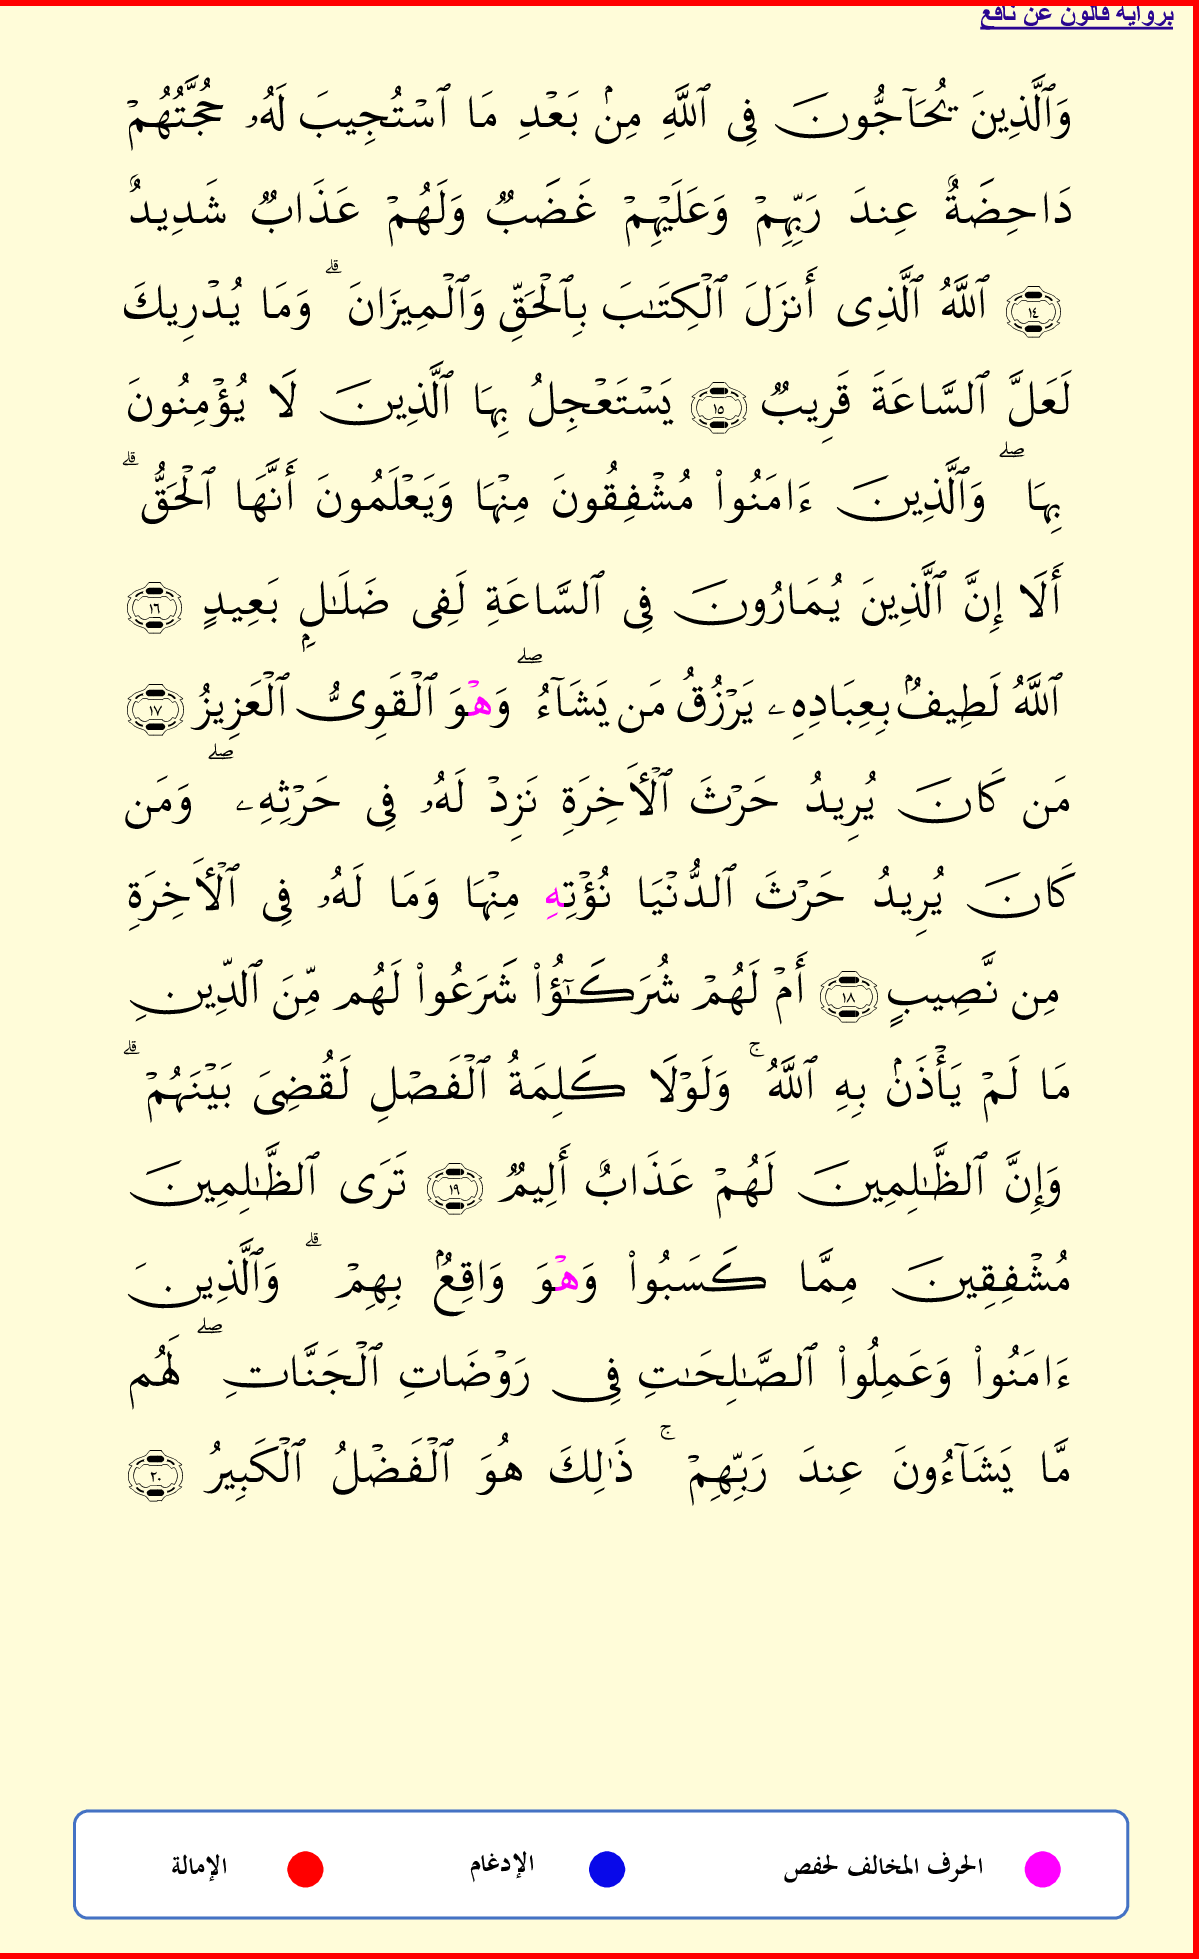 برواية قالون عن نافع
وَٱلَّذِينَ يُحَآجُّونَ فِى ٱللَّهِ مِنۢ بَعۡدِ مَا ٱسۡتُجِيبَ لَهُۥ حُجَّتُهُمۡ
دَاحِضَةٌ عِندَ رَبِّهِمۡ وَعَلَيۡهِمۡ غَضَبٞ وَلَهُمۡ عَذَابٞ شَدِيدٌ
١٤ ٱللَّهُ ٱلَّذِى أَنزَلَ ٱلۡكِتَٰبَ بِٱلۡحَقِّ وَٱلۡمِيزَانَ ۗ وَمَا يُدۡرِيكَ
لَعَلَّ ٱلسَّاعَةَ قَرِيبٞ ١٥ يَسۡتَعۡجِلُ بِهَا ٱلَّذِينَ لَا يُؤۡمِنُونَ
بِهَا ۖ وَٱلَّذِينَ ءَامَنُواْ مُشۡفِقُونَ مِنۡهَا وَيَعۡلَمُونَ أَنَّهَا ٱلۡحَقُّ ۗ
أَلَا إِنَّ ٱلَّذِينَ يُمَارُونَ فِى ٱلسَّاعَةِ لَفِى ضَلَٰلِۭ بَعِيدٍ ١٦
ٱللَّهُ لَطِيفُۢ بِعِبَادِهِۦ يَرۡزُقُ مَن يَشَآءُ ۖ وَهۡوَ ٱلۡقَوِىُّ ٱلۡعَزِيزُ ١٧
مَن كَانَ يُرِيدُ حَرۡثَ ٱلۡأَخِرَةِ نَزِدۡ لَهُۥ فِى حَرۡثِهِۦ ۖ وَمَن
كَانَ يُرِيدُ حَرۡثَ ٱلدُّنۡيَا نُؤۡتِهِ مِنۡهَا وَمَا لَهُۥ فِى ٱلۡأَخِرَةِ
مِن نَّصِيبٍ ١٨ أَمۡ لَهُمۡ شُرَكَٰٓؤُاْ شَرَعُواْ لَهُم مِّنَ ٱلدِّينِ
مَا لَمۡ يَأۡذَنۢ بِهِ ٱللَّهُ ۚ وَلَوۡلَا كَلِمَةُ ٱلۡفَصۡلِ لَقُضِىَ بَيۡنَهُمۡ ۗ
وَإِنَّ ٱلظَّٰلِمِينَ لَهُمۡ عَذَابٌ أَلِيمٞ ١٩ تَرَى ٱلظَّٰلِمِينَ
مُشۡفِقِينَ مِمَّا كَسَبُواْ وَهۡوَ وَاقِعُۢ بِهِمۡ ۗ وَٱلَّذِينَ
ءَامَنُواْ وَعَمِلُواْ ٱلصَّٰلِحَٰتِ فِى رَوۡضَاتِ ٱلۡجَنَّاتِ ۖ لَهُم
مَّا يَشَآءُونَ عِندَ رَبِّهِمۡ ۚ ذَٰلِكَ هُوَ ٱلۡفَضۡلُ ٱلۡكَبِيرُ ٢٠
الحرف المخالف لحفص الإدغام الإمالة